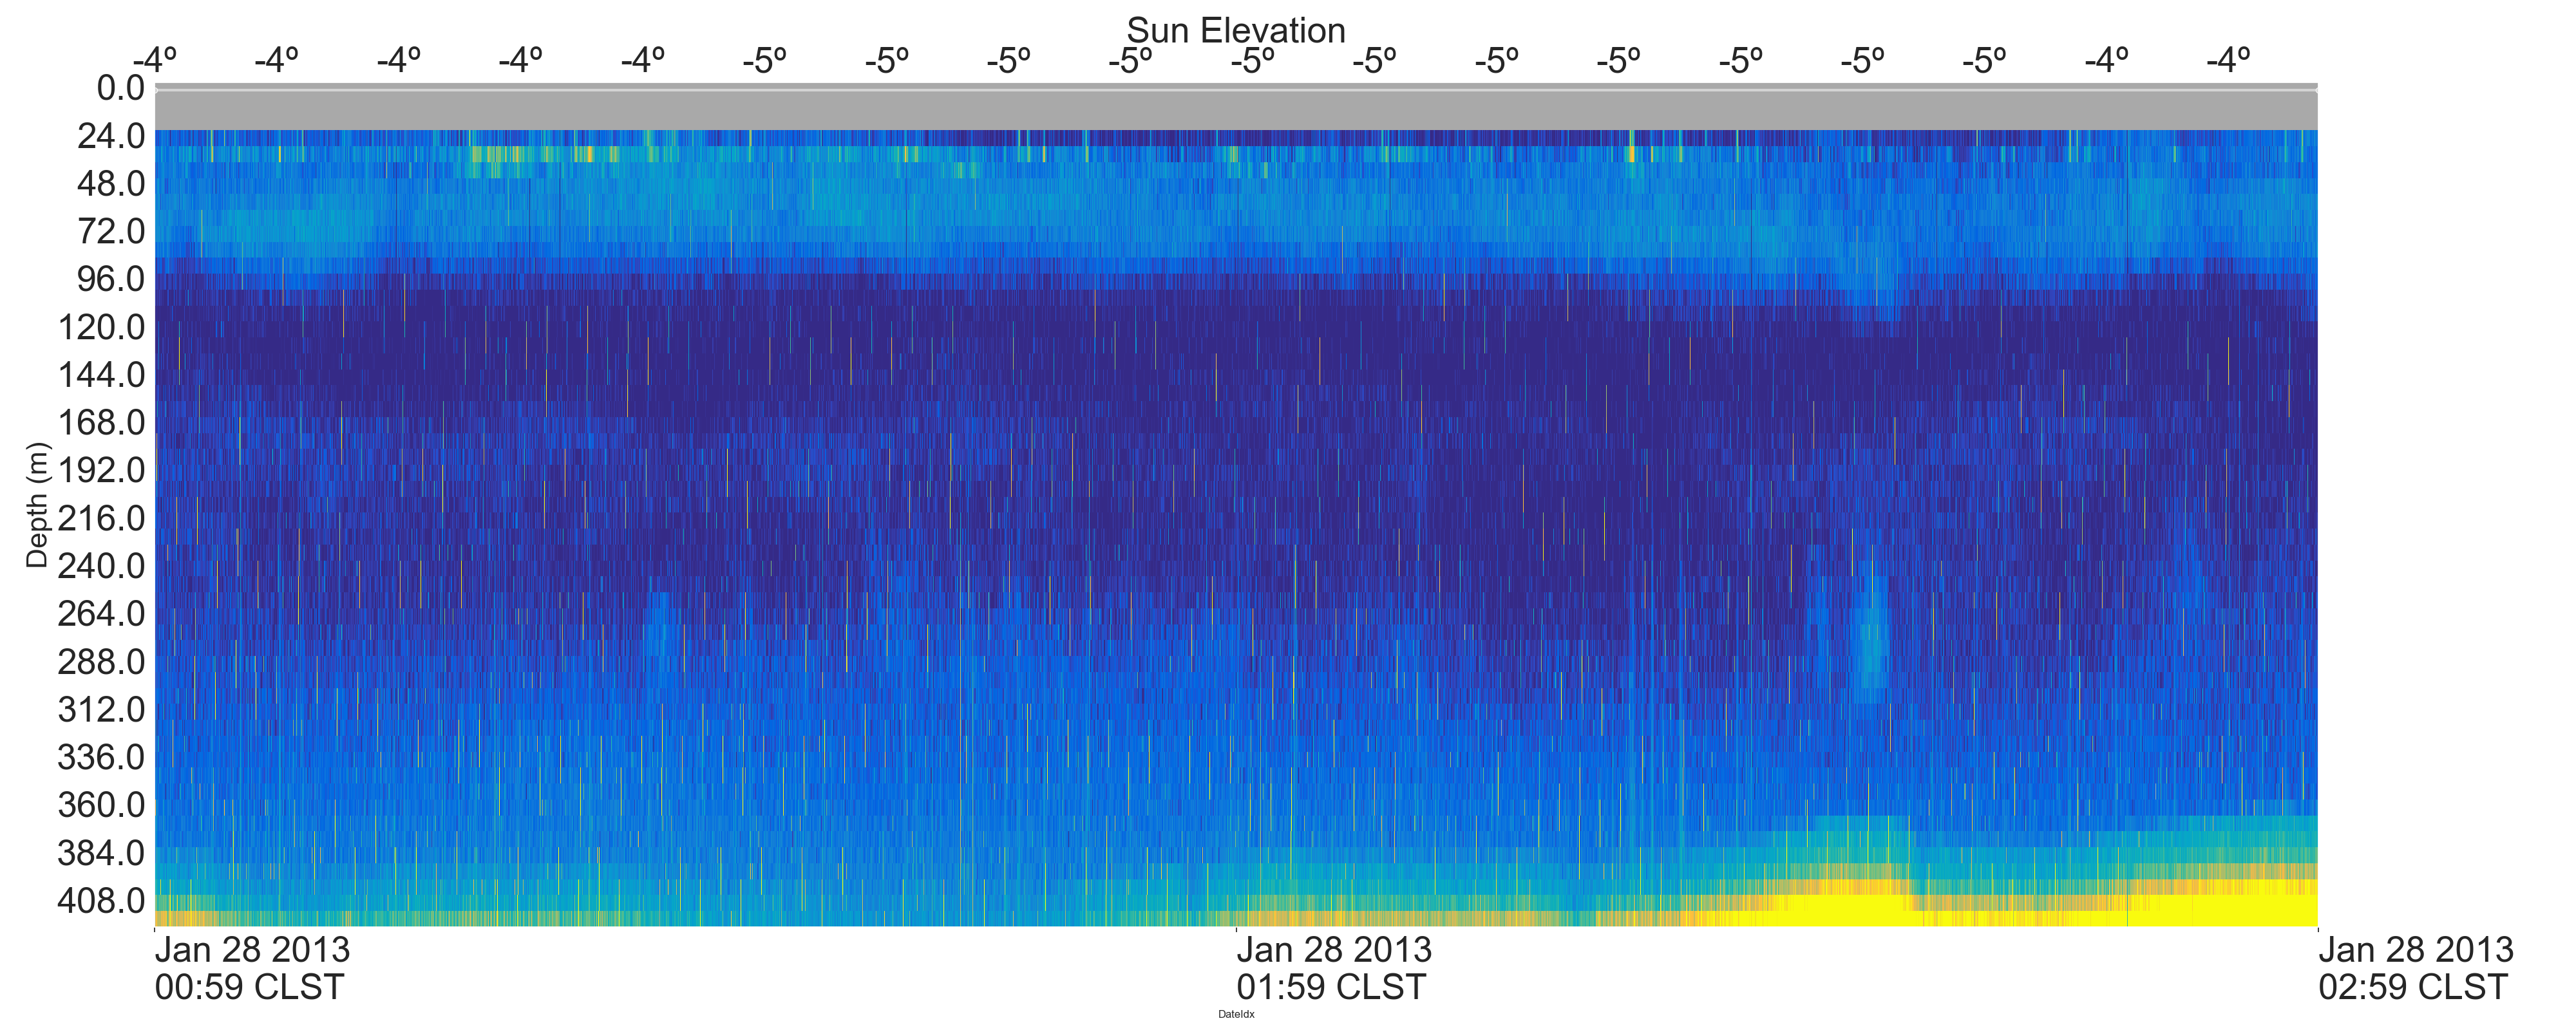 Sun Elevation
-4º -4º -4º -4º -4º -5º -5º -5º -5º -5º -5º -5º -5º -5º -5º -5º -4º -4º
0.0
24.0
48.0
72.0
96.0
120.0
144.0
168.0
192.0
216.0
240.0
264.0
288.0
312.0
336.0
360.0
384.0
408.0
Depth (m)
Jan 28 2013
00:59 CLST
Jan 28 2013
01:59 CLST
Jan 28 2013
02:59 CLST
DateIdx